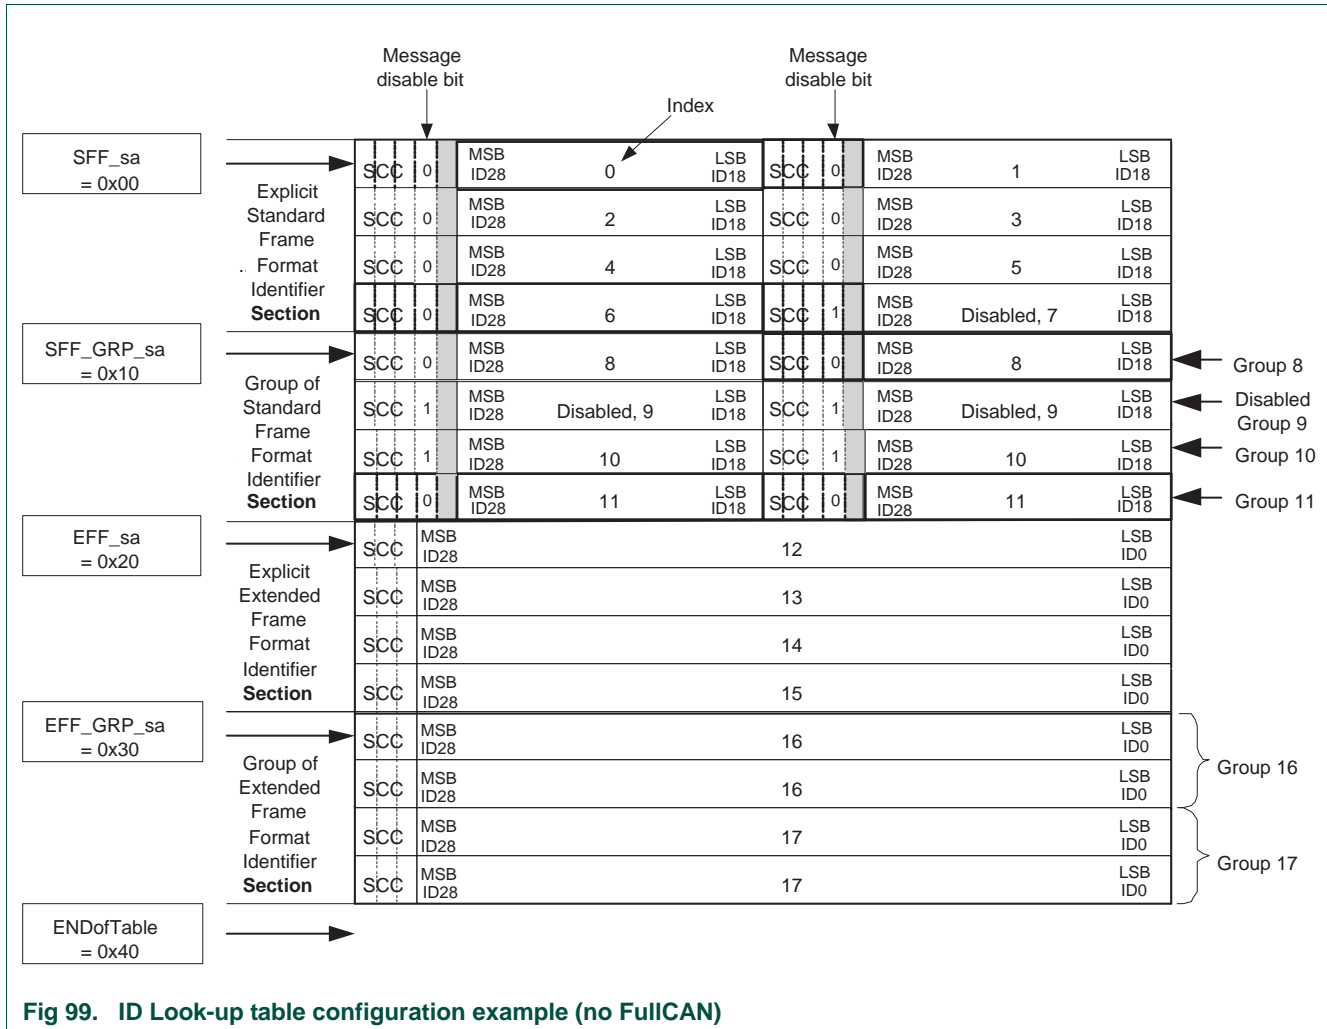 Message
disable bit
Message
disable bit
Index
SFF_sa
= 0x00
Explicit
Standard
Frame
.. Format
Identifier
Section
SCC 0 MSB ID28 0 LSB ID18 SCC 0 MSB ID28 1 LSB ID18
SCC 0 MSB ID28 2 LSB ID18 SCC 0 MSB ID28 3 LSB ID18
SCC 0 MSB ID28 4 LSB ID18 SCC 0 MSB ID28 5 LSB ID18
SCC 0 MSB ID28 6 LSB ID18 SCC 1 MSB ID28 Disabled, 7 LSB ID18
SFF_GRP_sa
= 0x10
Group of
Standard
Frame
Format
Identifier
Section
SCC 0 MSB ID28 8 LSB ID18 SCC 0 MSB ID28 8 LSB ID18 Group 8
SCC 1 MSB ID28 Disabled, 9 LSB ID18 SCC 1 MSB ID28 Disabled, 9 LSB ID18 Disabled Group 9
SCC 1 MSB ID28 10 LSB ID18 SCC 1 MSB ID28 10 LSB ID18 Group 10
SCC 0 MSB ID28 11 LSB ID18 SCC 0 MSB ID28 11 LSB ID18 Group 11
EFF_sa
= 0x20
Explicit
Extended
Frame
Format
Identifier
Section
SCC MSB ID28 12 LSB ID0
SCC MSB ID28 13 LSB ID0
SCC MSB ID28 14 LSB ID0
SCC MSB ID28 15 LSB ID0
EFF_GRP_sa
= 0x30
Group of
Extended
Frame
Format
Identifier
Section
SCC MSB ID28 16 LSB ID0
SCC MSB ID28 16 LSB ID0
Group 16
SCC MSB ID28 17 LSB ID0
SCC MSB ID28 17 LSB ID0
Group 17
ENDofTable
= 0x40
Fig 99. ID Look-up table configuration example (no FullCAN)